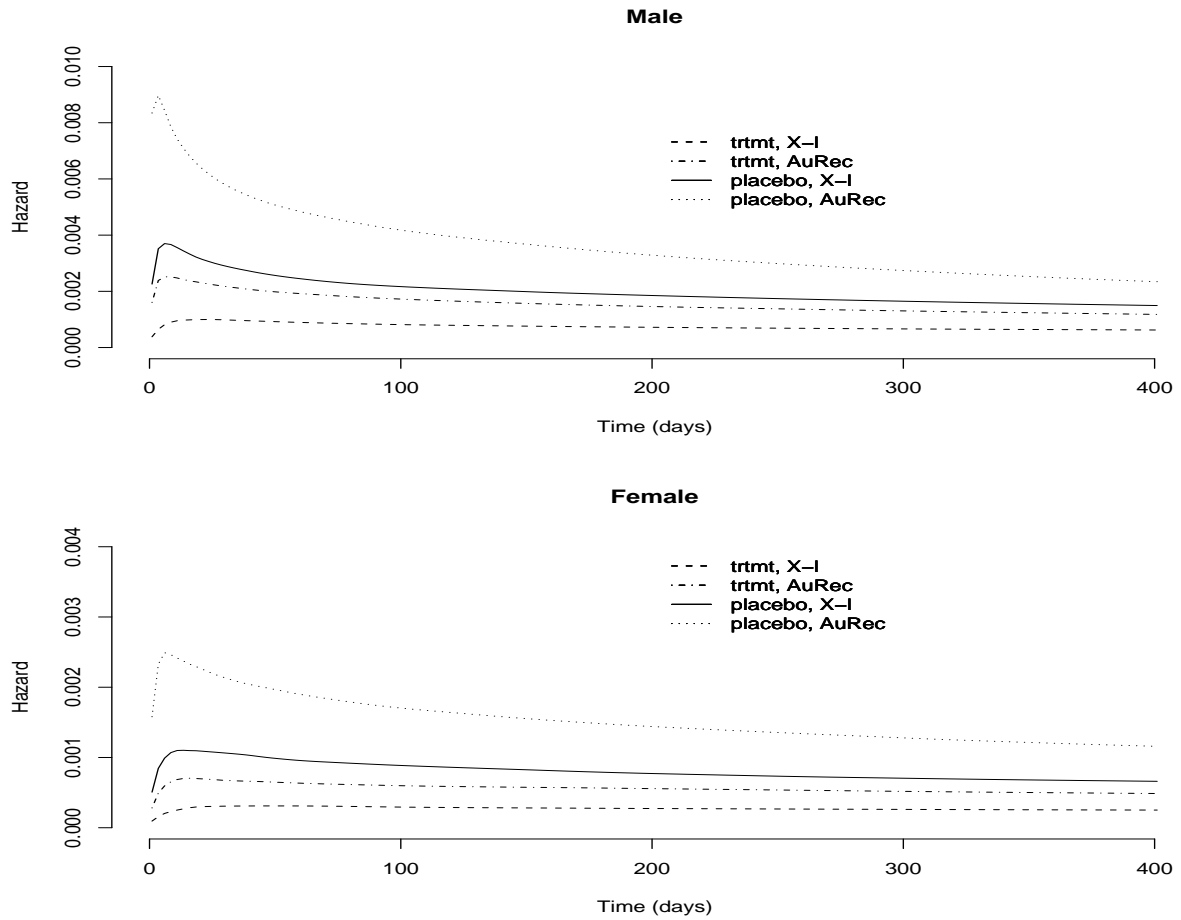 Male
0.010
0.008
0.006
0.004
0.002
0.000
Hazard
trtmt, X−I
trtmt, AuRec
placebo, X−I
placebo, AuRec
0 100 200 300 400
Time (days)
Female
0.004
0.003
0.002
0.001
0.000
Hazard
trtmt, X−I
trtmt, AuRec
placebo, X−I
placebo, AuRec
0 100 200 300 400
Time (days)